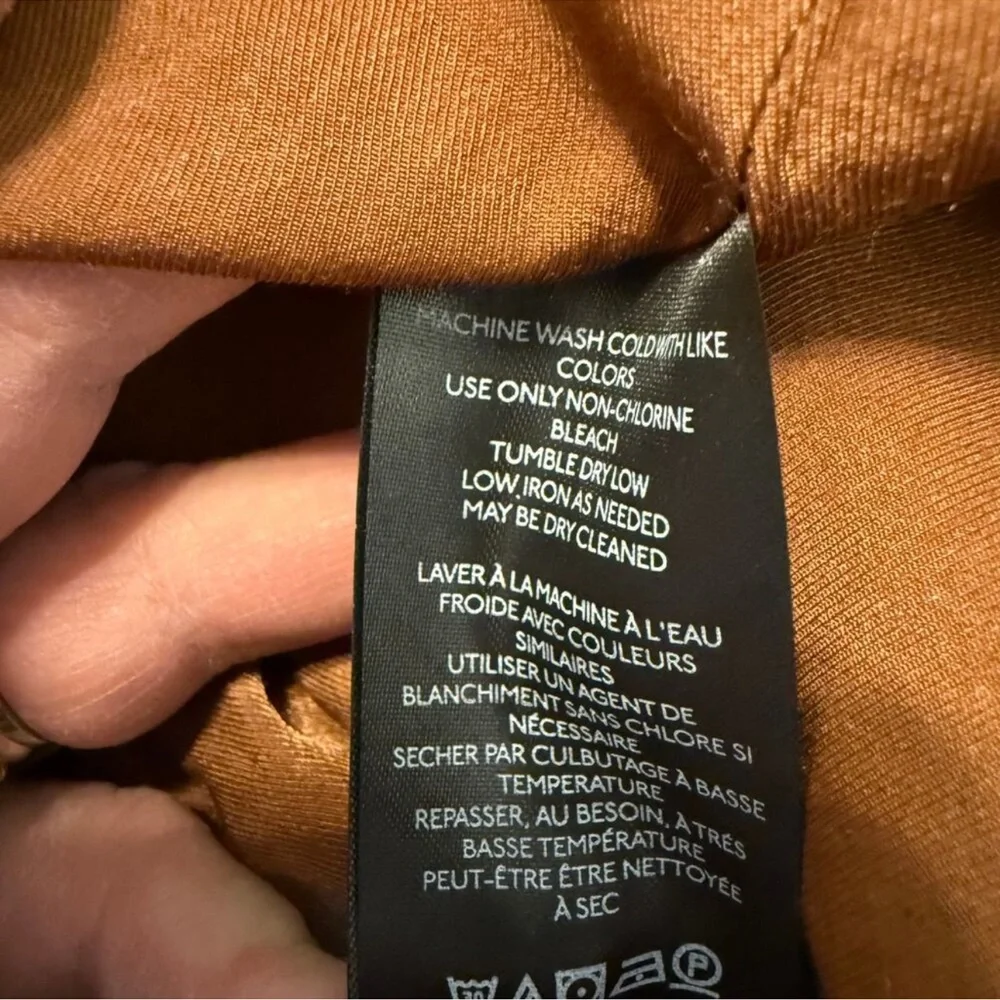 MACHINE WASH COLD WITH LIKE
COLORS
USE ONLY NON-CHLORINE
BLEACH
TUMBLE DRY LOW
LOW, IRON AS NEEDED
MAY BE DRY CLEANED
LAVER À LA MACHINE À L'EAU
FROIDE AVEC COULEURS
SIMILAIRES
UTILISER UN AGENT DE
BLANCHIMENT SANS CHLORE SI
NÉCESSAIRE
SECHER PAR CULBUTAGE À BASSE
TEMPERATURE
REPASSER, AU BESOIN, À TRÉS
BASSE TEMPÉRATURE
PEUT-ÊTRE ÊTRE NETTOYÉE
À SEC
30 P